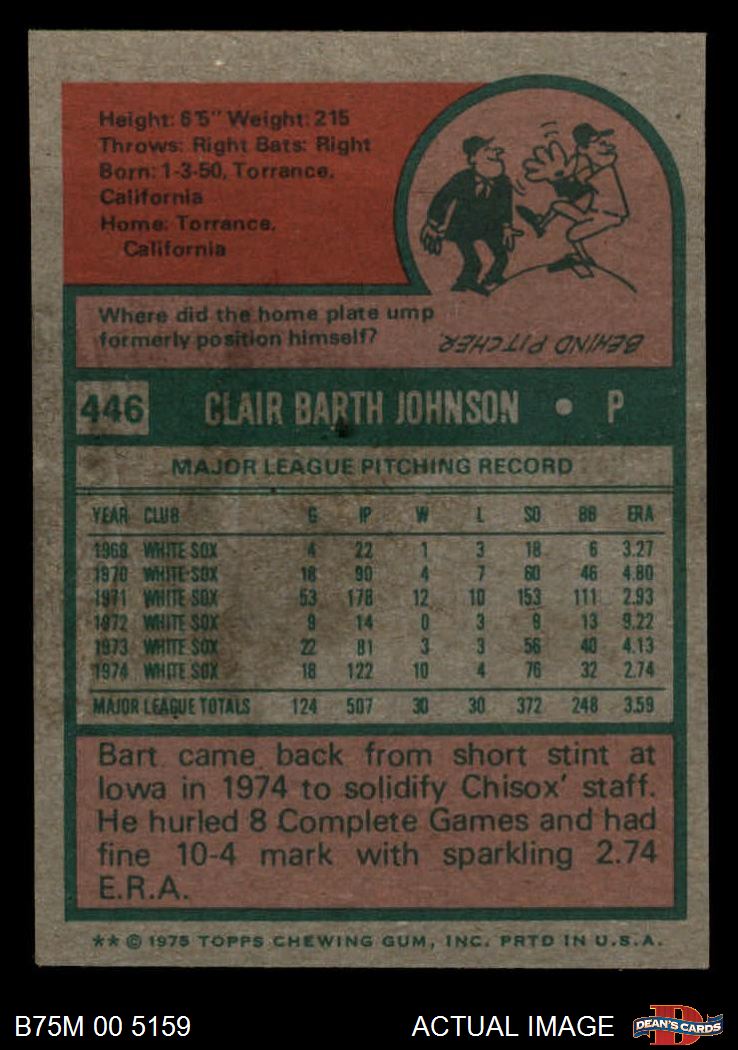 Height: 6'5" Weight: 215
Throws: Right Bats: Right
Born: 1-3-50, Torrance,
California
Home: Torrance,
California
Where did the home plate ump
formerly position himself?
BEHIND PITCHER
446 CLAIR BARTH JOHNSON • P
MAJOR LEAGUE PITCHING RECORD
YEAR CLUB G IP W L SO BB ERA
1969 WHITE SOX 4 22 1 3 18 6 3.27
1970 WHITE SOX 18 90 4 7 60 46 4.80
1971 WHITE SOX 53 178 12 10 153 111 2.93
1972 WHITE SOX 9 14 0 3 9 13 9.22
1973 WHITE SOX 22 81 3 3 56 40 4.13
1974 WHITE SOX 18 122 10 4 76 32 2.74
MAJOR LEAGUE TOTALS 124 507 30 30 372 248 3.59
Bart came back from short stint at
Iowa in 1974 to solidify Chisox' staff.
He hurled 8 Complete Games and had
fine 10-4 mark with sparkling 2.74
E.R.A.
** © 1975 TOPPS CHEWING GUM, INC. PRTD IN U.S.A.
B75M 00 5159 ACTUAL IMAGE D DEAN'S CARDS